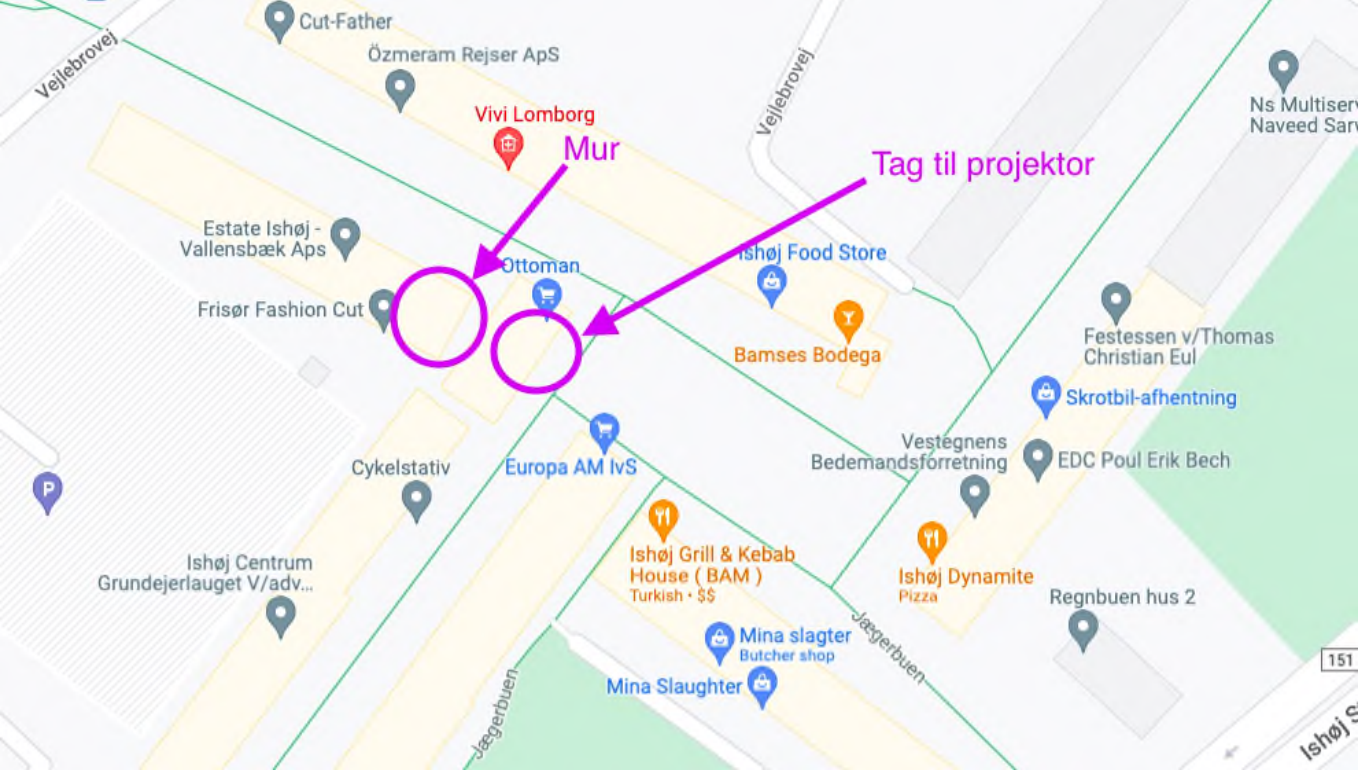 Cut-Father
Vejlebrovej
Özmeram Rejser ApS
Vejlebrovej
Ns Multiser
Naveed Sarw
Vivi Lomborg
Mur
Tag til projektor
Estate Ishøj -
Vallensbæk Aps
Ottoman
Ishøj Food Store
Frisør Fashion Cut
Bamses Bodega
Festessen v/Thomas
Christian Eul
Skrotbil-afhentning
Vestegnens
Bedemandsforretning
EDC Poul Erik Bech
Cykelstativ
Europa AM IvS
P
Ishøj Grill & Kebab
House ( BAM )
Turkish • $$
Ishøj Centrum
Grundejerlauget V/adv...
Ishøj Dynamite
Pizza
Regnbuen hus 2
Mina slagter
Butcher shop
Jægerbuen
Mina Slaughter
Jægerbuen
151
Ishøj S